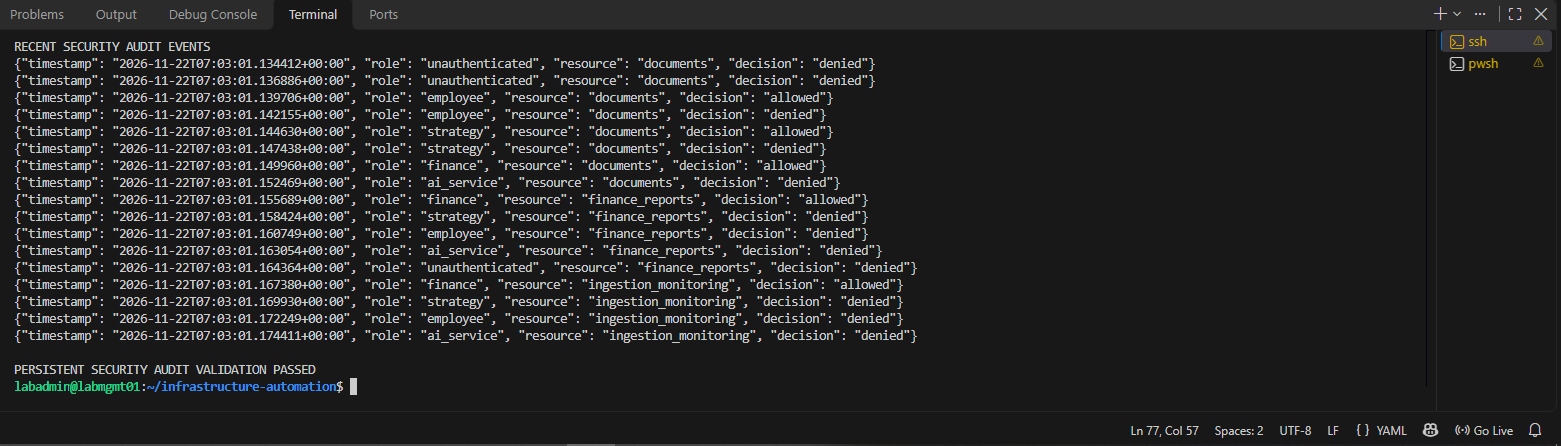 Problems Output Debug Console Terminal Ports
ssh
pwsh
RECENT SECURITY AUDIT EVENTS
{"timestamp": "2026-11-22T07:03:01.134412+00:00", "role": "unauthenticated", "resource": "documents", "decision": "denied"}
{"timestamp": "2026-11-22T07:03:01.136886+00:00", "role": "unauthenticated", "resource": "documents", "decision": "denied"}
{"timestamp": "2026-11-22T07:03:01.139706+00:00", "role": "employee", "resource": "documents", "decision": "allowed"}
{"timestamp": "2026-11-22T07:03:01.142155+00:00", "role": "employee", "resource": "documents", "decision": "denied"}
{"timestamp": "2026-11-22T07:03:01.144630+00:00", "role": "strategy", "resource": "documents", "decision": "allowed"}
{"timestamp": "2026-11-22T07:03:01.147438+00:00", "role": "strategy", "resource": "documents", "decision": "denied"}
{"timestamp": "2026-11-22T07:03:01.149960+00:00", "role": "finance", "resource": "documents", "decision": "allowed"}
{"timestamp": "2026-11-22T07:03:01.152469+00:00", "role": "ai_service", "resource": "documents", "decision": "denied"}
{"timestamp": "2026-11-22T07:03:01.155689+00:00", "role": "finance", "resource": "finance_reports", "decision": "allowed"}
{"timestamp": "2026-11-22T07:03:01.158424+00:00", "role": "strategy", "resource": "finance_reports", "decision": "denied"}
{"timestamp": "2026-11-22T07:03:01.160749+00:00", "role": "employee", "resource": "finance_reports", "decision": "denied"}
{"timestamp": "2026-11-22T07:03:01.163054+00:00", "role": "ai_service", "resource": "finance_reports", "decision": "denied"}
{"timestamp": "2026-11-22T07:03:01.164364+00:00", "role": "unauthenticated", "resource": "finance_reports", "decision": "denied"}
{"timestamp": "2026-11-22T07:03:01.167380+00:00", "role": "finance", "resource": "ingestion_monitoring", "decision": "allowed"}
{"timestamp": "2026-11-22T07:03:01.169930+00:00", "role": "strategy", "resource": "ingestion_monitoring", "decision": "denied"}
{"timestamp": "2026-11-22T07:03:01.172249+00:00", "role": "employee", "resource": "ingestion_monitoring", "decision": "denied"}
{"timestamp": "2026-11-22T07:03:01.174411+00:00", "role": "ai_service", "resource": "ingestion_monitoring", "decision": "denied"}
PERSISTENT SECURITY AUDIT VALIDATION PASSED
labadmin@labmgmt01:~/infrastructure-automation$
Ln 77, Col 57 Spaces: 2 UTF-8 LF { } YAML Go Live